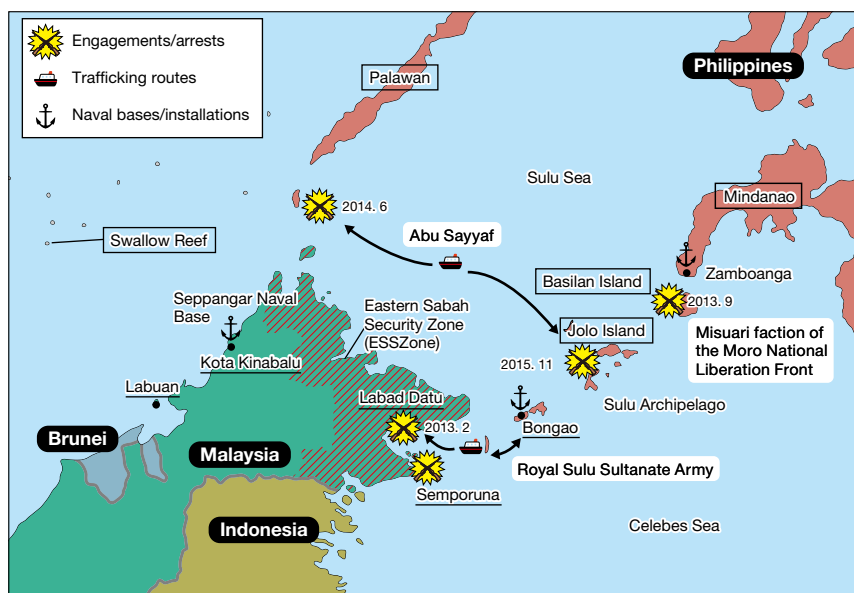 Engagements/arrests
Trafficking routes
Naval bases/installations
Palawan
Philippines
Sulu Sea
Mindanao
2014. 6
Swallow Reef
Abu Sayyaf
Zamboanga
Basilan Island
2013. 9
Seppangar Naval
Base
Eastern Sabah
Security Zone
(ESSZone)
Jolo Island
Misuari faction of
the Moro National
Liberation Front
Kota Kinabalu
2015. 11
Labuan
Labad Datu
Sulu Archipelago
2013. 2
Bongao
Brunei
Malaysia
Royal Sulu Sultanate Army
Semporuna
Indonesia
Celebes Sea